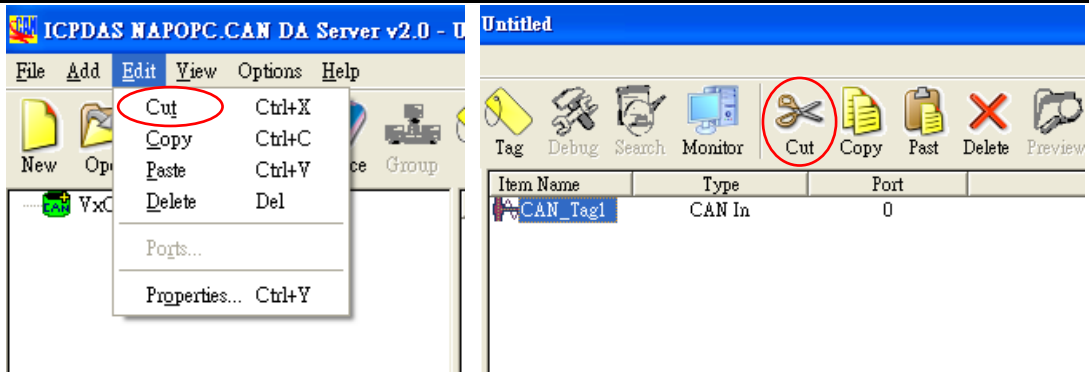 ICPDAS NAPOPC.CAN DA Server v2.0 - U
File Add Edit View Options Help
Cut Ctrl+X
Copy Ctrl+C
Paste Ctrl+V
Delete Del
Ports...
Properties... Ctrl+Y
New Ope ce Group
VxC
Untitled
Tag Debug Search Monitor Cut Copy Past Delete Preview
Item Name Type Port
CAN_Tag1 CAN In 0